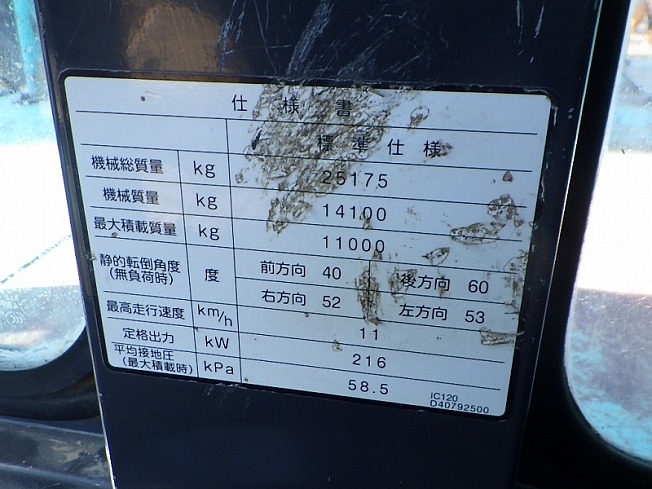 仕様書
標準仕様
機械総質量 kg 25175
機械質量 kg 14100
最大積載質量 kg 11000
静的転倒角度
(無負荷時) 度
前方向 40 後方向 60
右方向 52 左方向 53
最高走行速度 km/h 11
定格出力 kW 216
平均接地圧
(最大積載時) kPa 58.5
IC120
D40792500